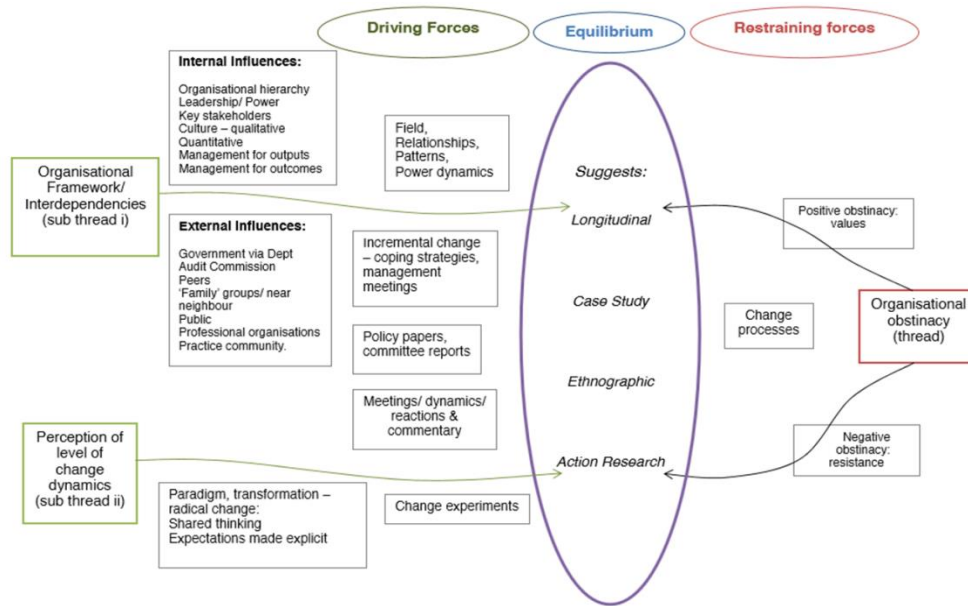 Driving Forces
Equilibrium
Restraining forces
Internal Influences:
Organisational hierarchy
Leadership/ Power
Key stakeholders
Culture – qualitative
Quantitative
Management for outputs
Management for outcomes
Field,
Relationships,
Patterns,
Power dynamics
Organisational
Framework/
Interdependencies
(sub thread i)
External Influences:
Government via Dept
Audit Commission
Peers
'Family' groups/ near
neighbour
Public
Professional organisations
Practice community.
Incremental change
– coping strategies,
management
meetings
Policy papers,
committee reports
Meetings/ dynamics/
reactions &
commentary
Perception of
level of
change
dynamics
(sub thread ii)
Paradigm, transformation –
radical change:
Shared thinking
Expectations made explicit
Change experiments
Suggests:
Longitudinal
Case Study
Ethnographic
Action Research
Positive obstinacy:
values
Change
processes
Organisational
obstinacy
(thread)
Negative
obstinacy:
resistance